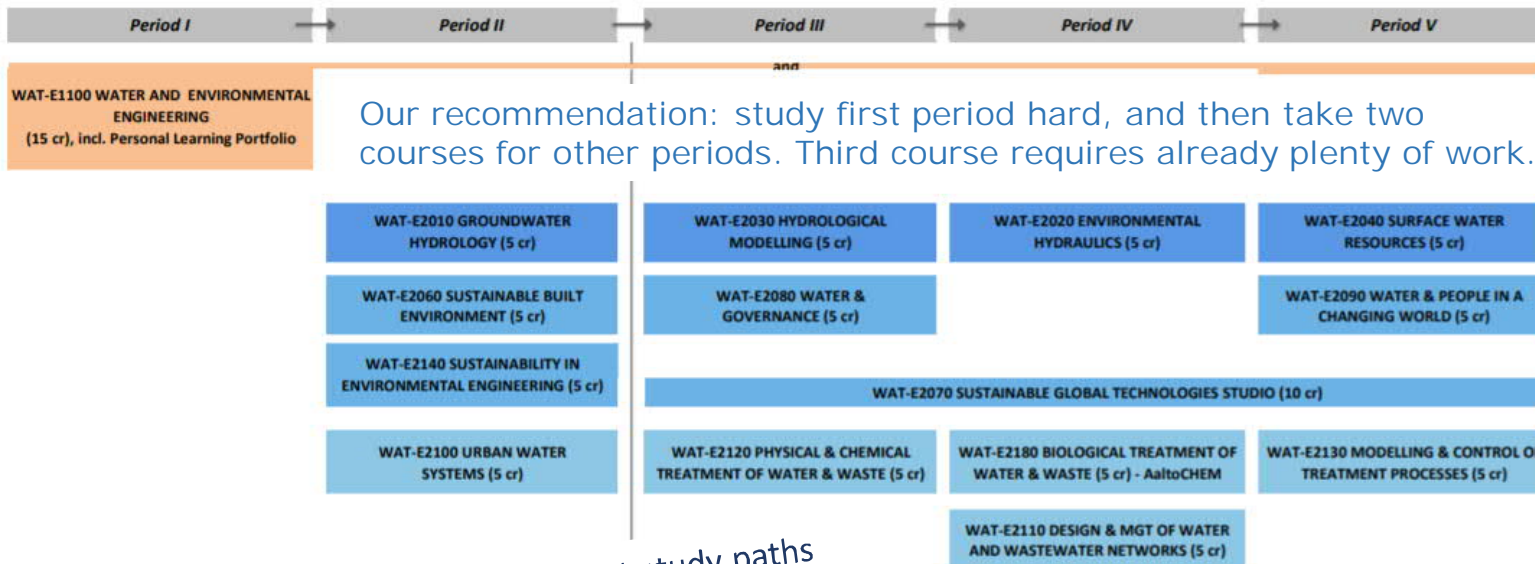 Period I
Period II
Period III
Period IV
Period V
and
WAT-E1100 WATER AND ENVIRONMENTAL
ENGINEERING
(15 cr), incl. Personal Learning Portfolio
Our recommendation: study first period hard, and then take two
courses for other periods. Third course requires already plenty of work.
WAT-E2010 GROUNDWATER
HYDROLOGY (5 cr)
WAT-E2030 HYDROLOGICAL
MODELLING (5 cr)
WAT-E2020 ENVIRONMENTAL
HYDRAULICS (5 cr)
WAT-E2040 SURFACE WATER
RESOURCES (5 cr)
WAT-E2060 SUSTAINABLE BUILT
ENVIRONMENT (5 cr)
WAT-E2080 WATER &
GOVERNANCE (5 cr)
WAT-E2090 WATER & PEOPLE IN A
CHANGING WORLD (5 cr)
WAT-E2140 SUSTAINABILITY IN
ENVIRONMENTAL ENGINEERING (5 cr)
WAT-E2070 SUSTAINABLE GLOBAL TECHNOLOGIES STUDIO (10 cr)
WAT-E2100 URBAN WATER
SYSTEMS (5 cr)
WAT-E2120 PHYSICAL & CHEMICAL
TREATMENT OF WATER & WASTE (5 cr)
WAT-E2180 BIOLOGICAL TREATMENT OF
WATER & WASTE (5 cr) - AaltoCHEM
WAT-E2130 MODELLING & CONTROL OF
TREATMENT PROCESSES (5 cr)
WAT-E2110 DESIGN & MGT OF WATER
AND WASTEWATER NETWORKS (5 cr)
study paths